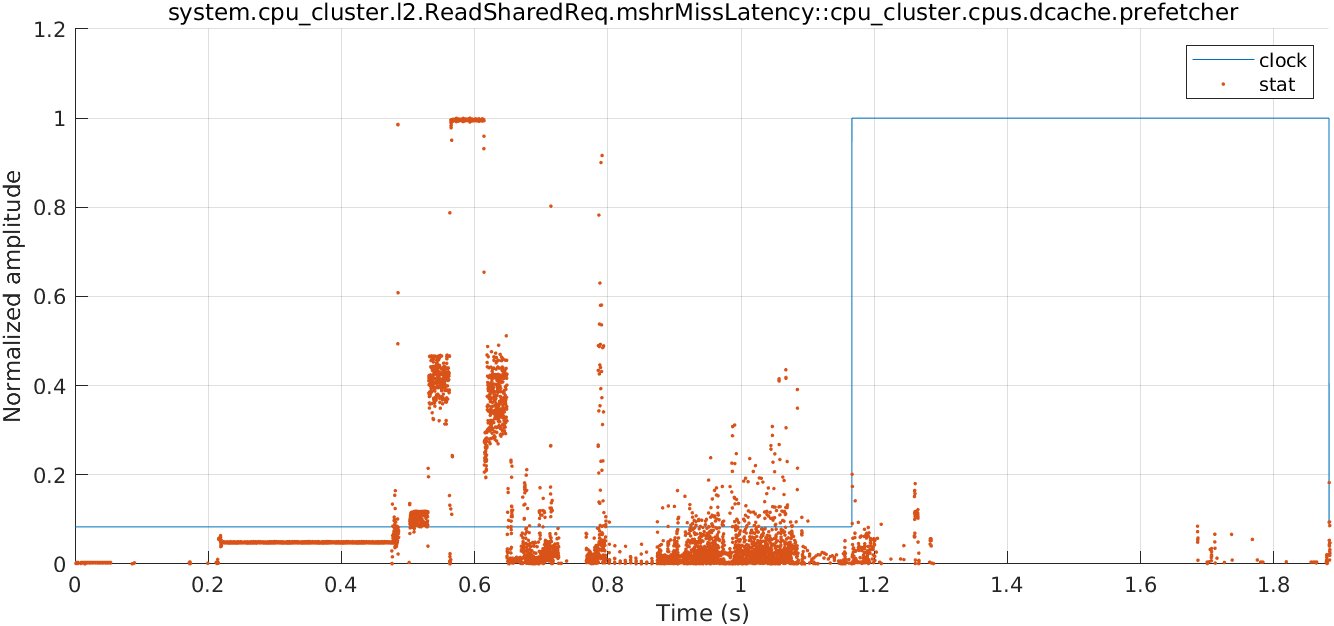 system.cpu_cluster.l2.ReadSharedReq.mshrMissLatency::cpu_cluster.cpus.dcache.prefetcher
1.2
1
0.8
0.6
0.4
0.2
0
Normalized amplitude
clock
stat
0 0.2 0.4 0.6 0.8 1 1.2 1.4 1.6 1.8
Time (s)